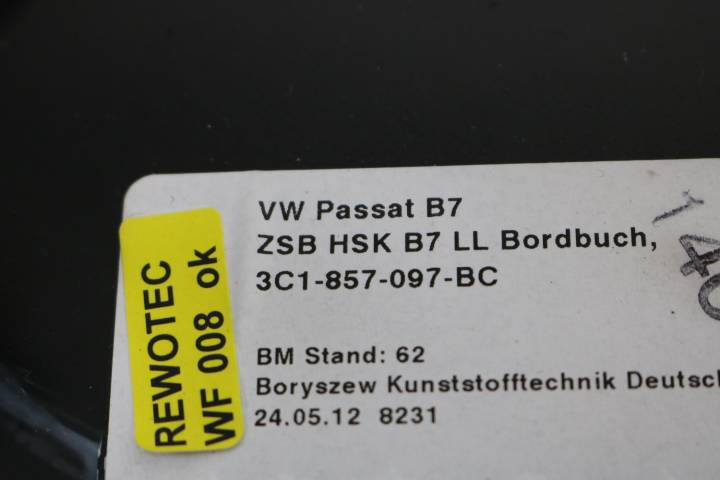 VW Passat B7
ZSB HSK B7 LL Bordbuch,
3C1-857-097-BC
BM Stand: 62
Boryszew Kunststofftechnik Deutsc
24.05.12 8231
REWOTEC
WF 008 ok